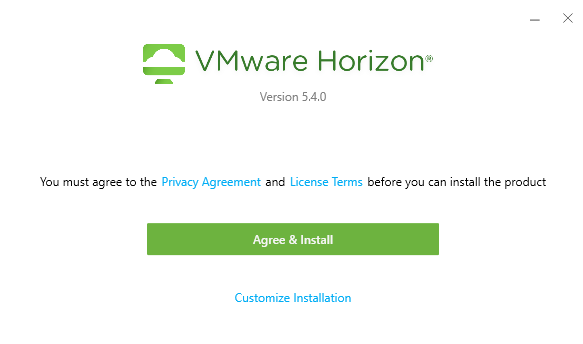 VMware Horizon®
Version 5.4.0
You must agree to the Privacy Agreement and License Terms before you can install the product
Agree & Install
Customize Installation